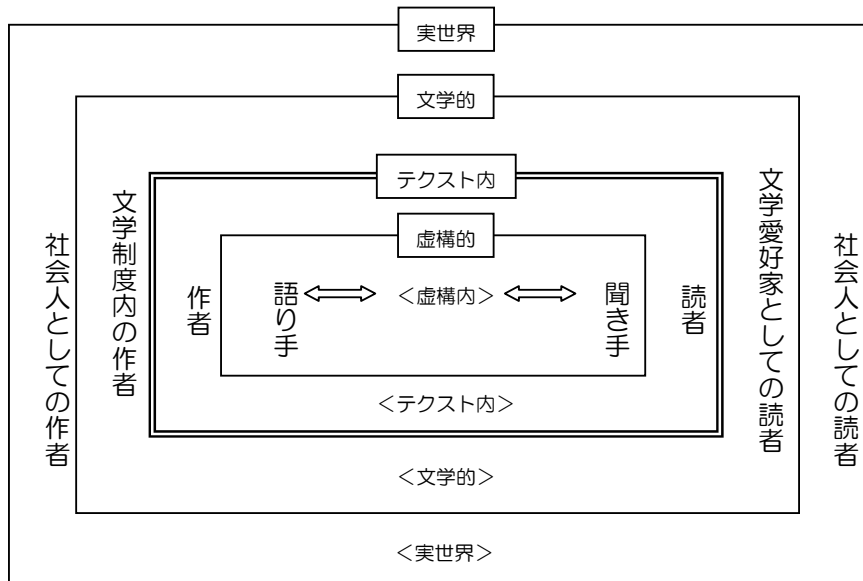 実世界
文学的
テクスト内
虚構的
社会人としての作者
文学制度内の作者
作者
語り手
<虚構内>
聞き手
読者
文学愛好家としての読者
社会人としての読者
<テクスト内>
<文学的>
<実世界>